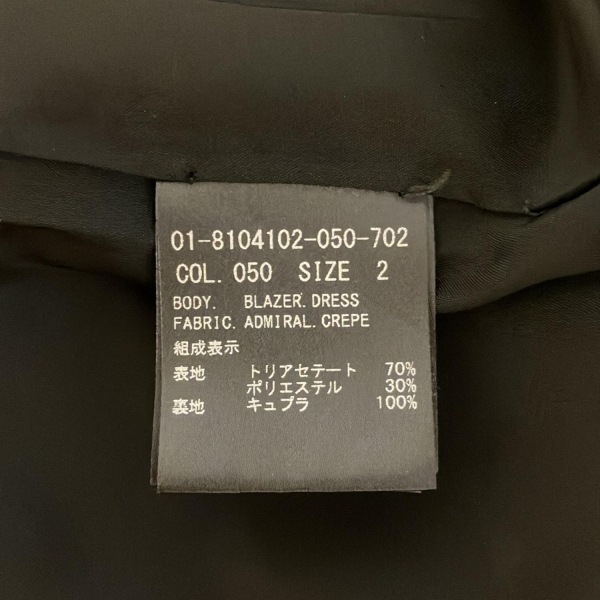 01-8104102-050-702
COL. 050 SIZE 2
BODY. BLAZER. DRESS
FABRIC. ADMIRAL. CREPE
組成表示
表地 トリアセテート 70%
ポリエステル 30%
裏地 キュプラ 100%